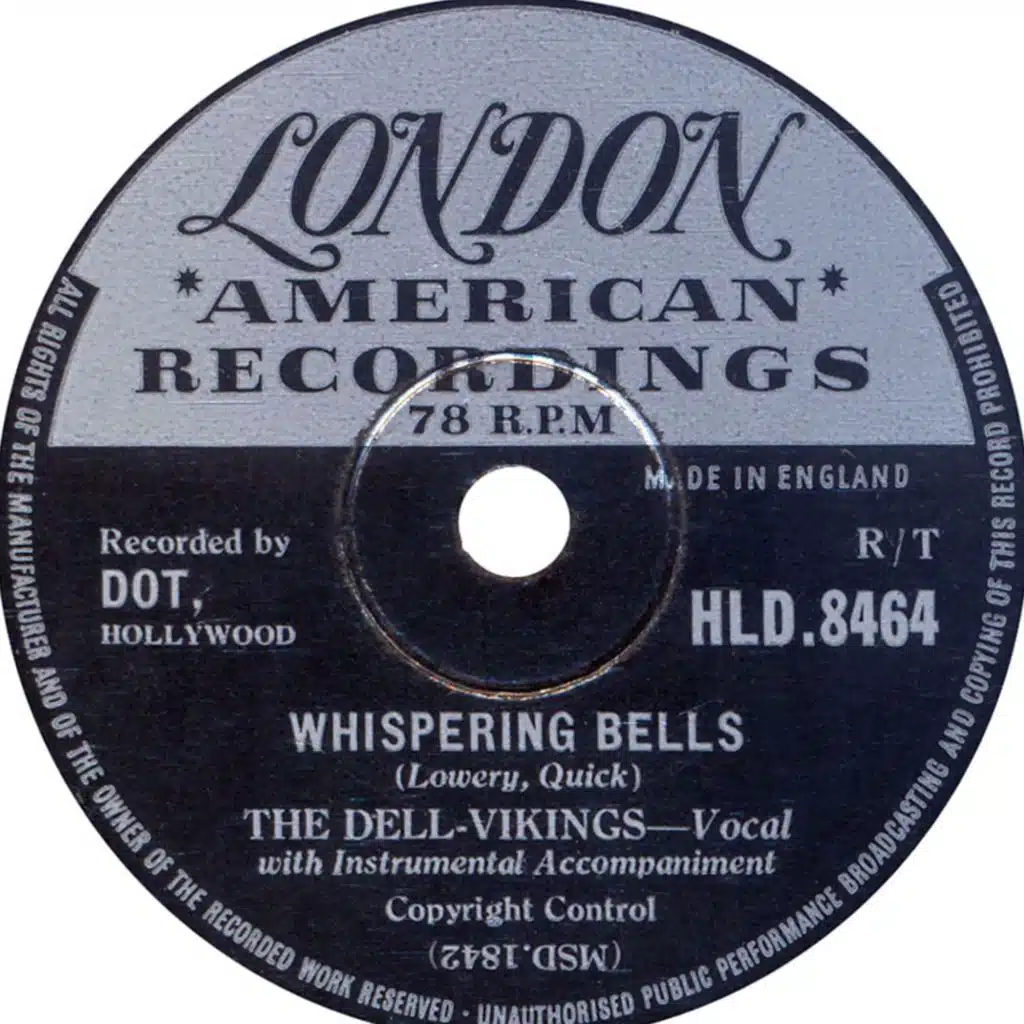 LONDON
*AMERICAN*
RECORDINGS
78 R.P.M
MADE IN ENGLAND
Recorded by
DOT,
HOLLYWOOD
R/T
HLD.8464
WHISPERING BELLS
(Lowery, Quick)
THE DELL-VIKINGS—Vocal
with Instrumental Accompaniment
Copyright Control
(MSD.1842)
ALL RIGHTS OF THE MANUFACTURER AND OF THE OWNER OF THE RECORDED WORK RESERVED · UNAUTHORISED PUBLIC PERFORMANCE BROADCASTING AND COPYING OF THIS RECORD PROHIBITED